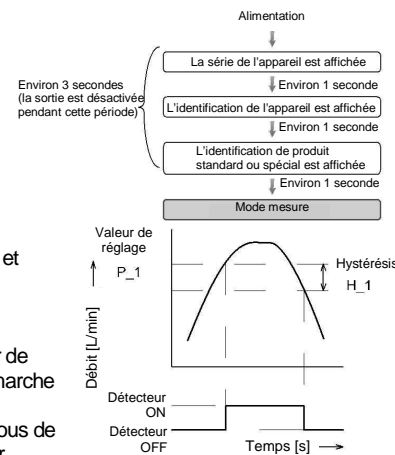 Alimentation
La série de l'appareil est affichée
Environ 3 secondes
(la sortie est désactivée
pendant cette période)
Environ 1 seconde
L'identification de l'appareil est affichée
Environ 1 seconde
L'identification de produit
standard ou spécial est affichée
Environ 1 seconde
Mode mesure
et
r de
marche
ous de
r
Valeur de
réglage
P_1
Hystérésis
H_1
Débit [L/min]
Détecteur
ON
Détecteur
OFF
Temps [s]